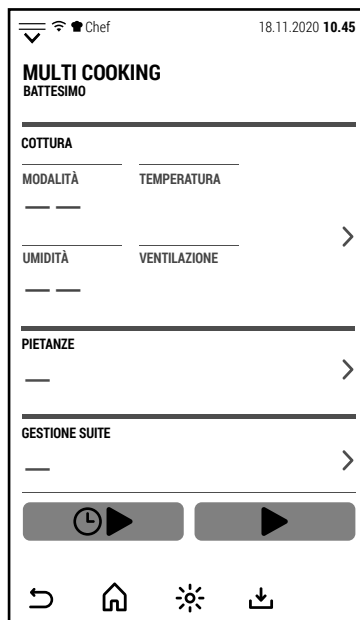 Chef 18.11.2020 10.45
MULTI COOKING
BATTESIMO
COTTURA
MODALITÀ TEMPERATURA
— —
UMIDITÀ VENTILAZIONE
— —
PIETANZE
—
GESTIONE SUITE
—